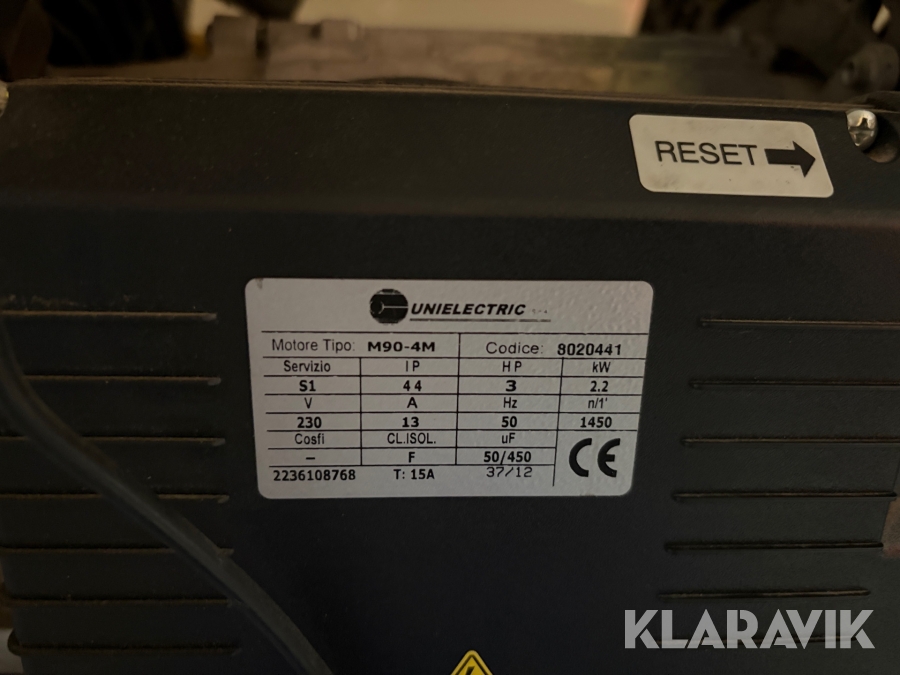 RESET
UNIELECTRIC
Motore Tipo: M90-4M Codice: 8020441
Servizio IP HP kW
S1 44 3 2.2
V A Hz n/1'
230 13 50 1450
Cosfi CL.ISOL. uF
– F 50/450 CE
2236108768 T: 15A 37/12
KLARAVIK